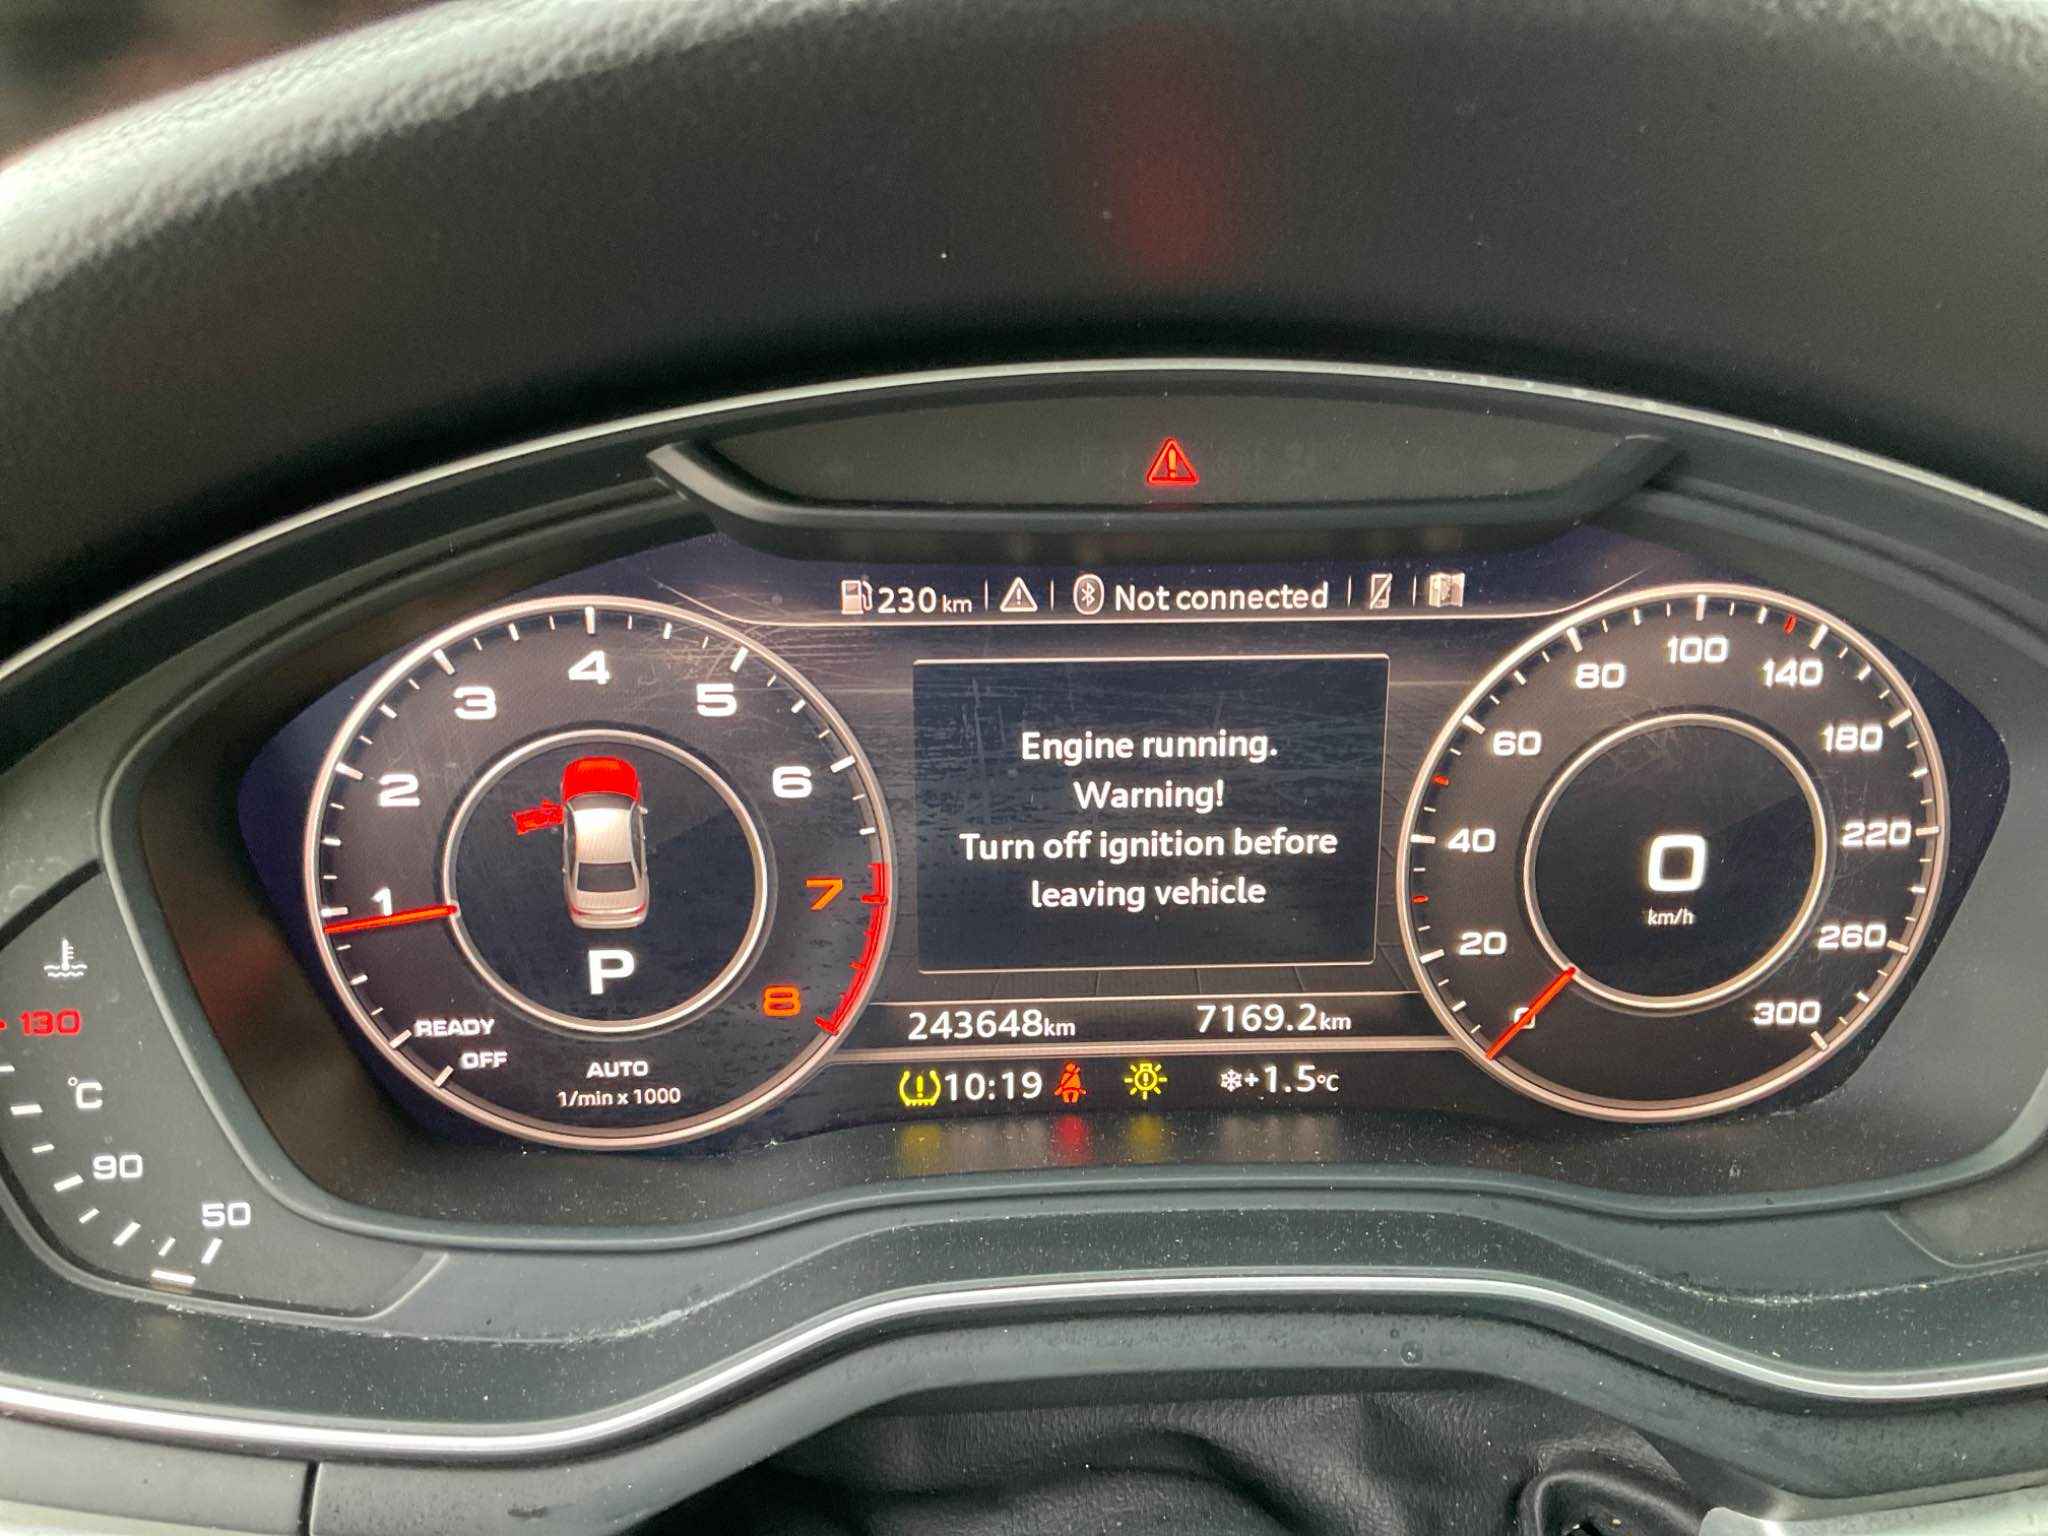 230 km
Not connected
Engine running.
Warning!
Turn off ignition before
leaving vehicle
1
2
3
4
5
6
7
8
P
READY
OFF
AUTO
1/min x 1000
0
20
40
60
80
100
140
180
220
260
300
0
km/h
243648km
7169.2km
10:19
+1.5°C
130
°C
90
50